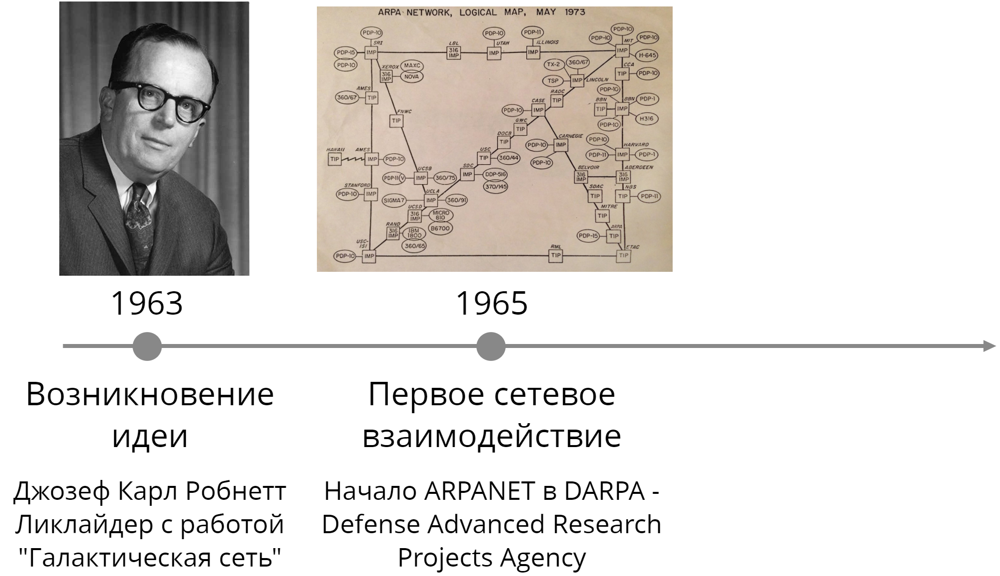 ARPA NETWORK, LOGICAL MAP, MAY 1973
PDP-10
SRI
PDP-15
IMP
PDP-10
LBL
316
IMP
PDP-10
UTAH
IMP
PDP-11
ILLINOIS
IMP
PDP-10
PDP-10
MIT
PDP-10
IMP
H-645
XEROX
316
IMP
MAXC
NOVA
TX-2
360/67
TSP
IMP
LINCOLN
CCA
TIP
PDP-10
AMES
360/67
TIP
RADC
TIP
CASE
PDP-10
IMP
PDP-10
BBN
TIP
BBN
IMP
PDP-1
PDP-10
H316
FNWC
TIP
GWC
TIP
DOCB
TIP
CARNEGIE
PDP-10
IMP
PDP-10
PDP-10
HARVARD
PDP-11
IMP
PDP-1
HAWAII
TIP
AMES
IMP
PDP-10
USC
TIP
360/44
UCSB
PDP-11
IMP
360/75
SDC
IMP
DDP-516
370/145
BELVOIR
316
IMP
ABERDEEN
316
IMP
STANFORD
PDP-10
IMP
UCLA
SIGMA7
IMP
360/91
SDAC
TIP
NBS
TIP
PDP-11
UCSD
316
IMP
MICRO
810
B6700
MITRE
TIP
RAND
316
IMP
IBM
1800
360/65
ARPA
PDP-15
TIP
USC-
ISI
PDP-10
IMP
RML
TIP
ETAC
TIP
1963
1965
Возникновение
идеи
Первое сетевое
взаимодействие
Джозеф Карл Робнетт
Ликлайдер с работой
"Галактическая сеть"
Начало ARPANET в DARPA -
Defense Advanced Research
Projects Agency